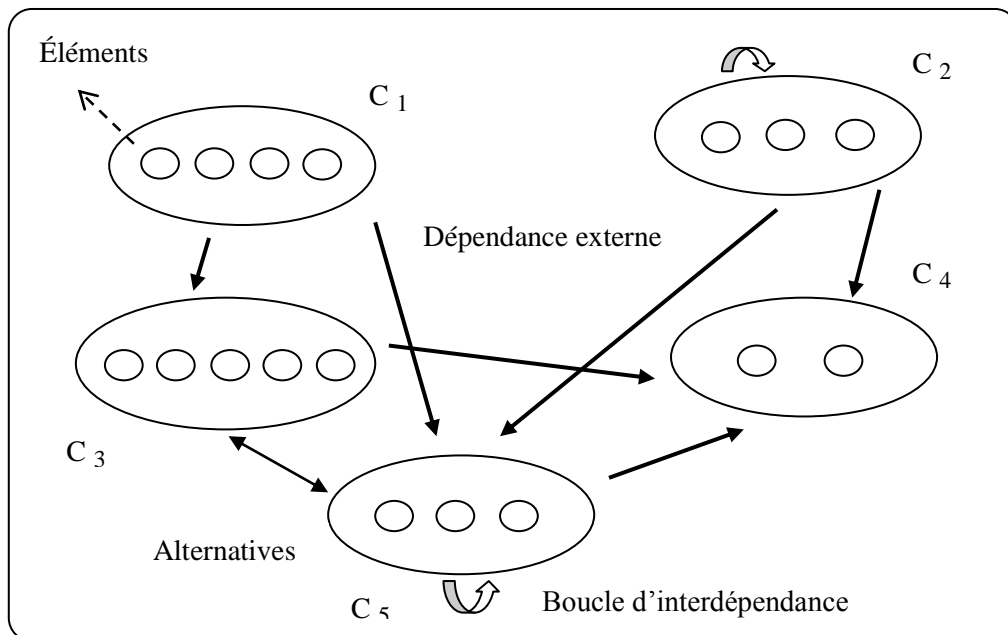 Éléments
C 1
C 2
Dépendance externe
C 4
C 3
Alternatives
C 5
Boucle d'interdépendance